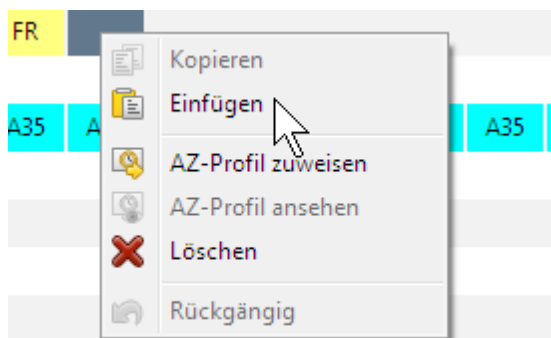 FR
Kopieren
Einfügen
A35 A A35
AZ-Profil zuweisen
AZ-Profil ansehen
Löschen
Rückgängig